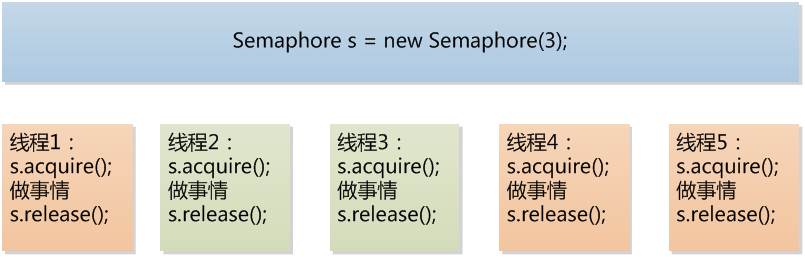 Semaphore s = new Semaphore(3);
线程1：
s.acquire();
做事情
s.release();
线程2：
s.acquire();
做事情
s.release();
线程3：
s.acquire();
做事情
s.release();
线程4：
s.acquire();
做事情
s.release();
线程5：
s.acquire();
做事情
s.release();